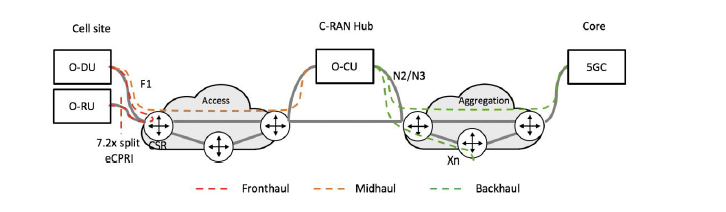 Cell site
C-RAN Hub
Core
O-DU
O-CU
5GC
F1
N2/N3
O-RU
Access
Aggregation
7.2x split
eCPRI
CSR
Xn
Fronthaul
Midhaul
Backhaul